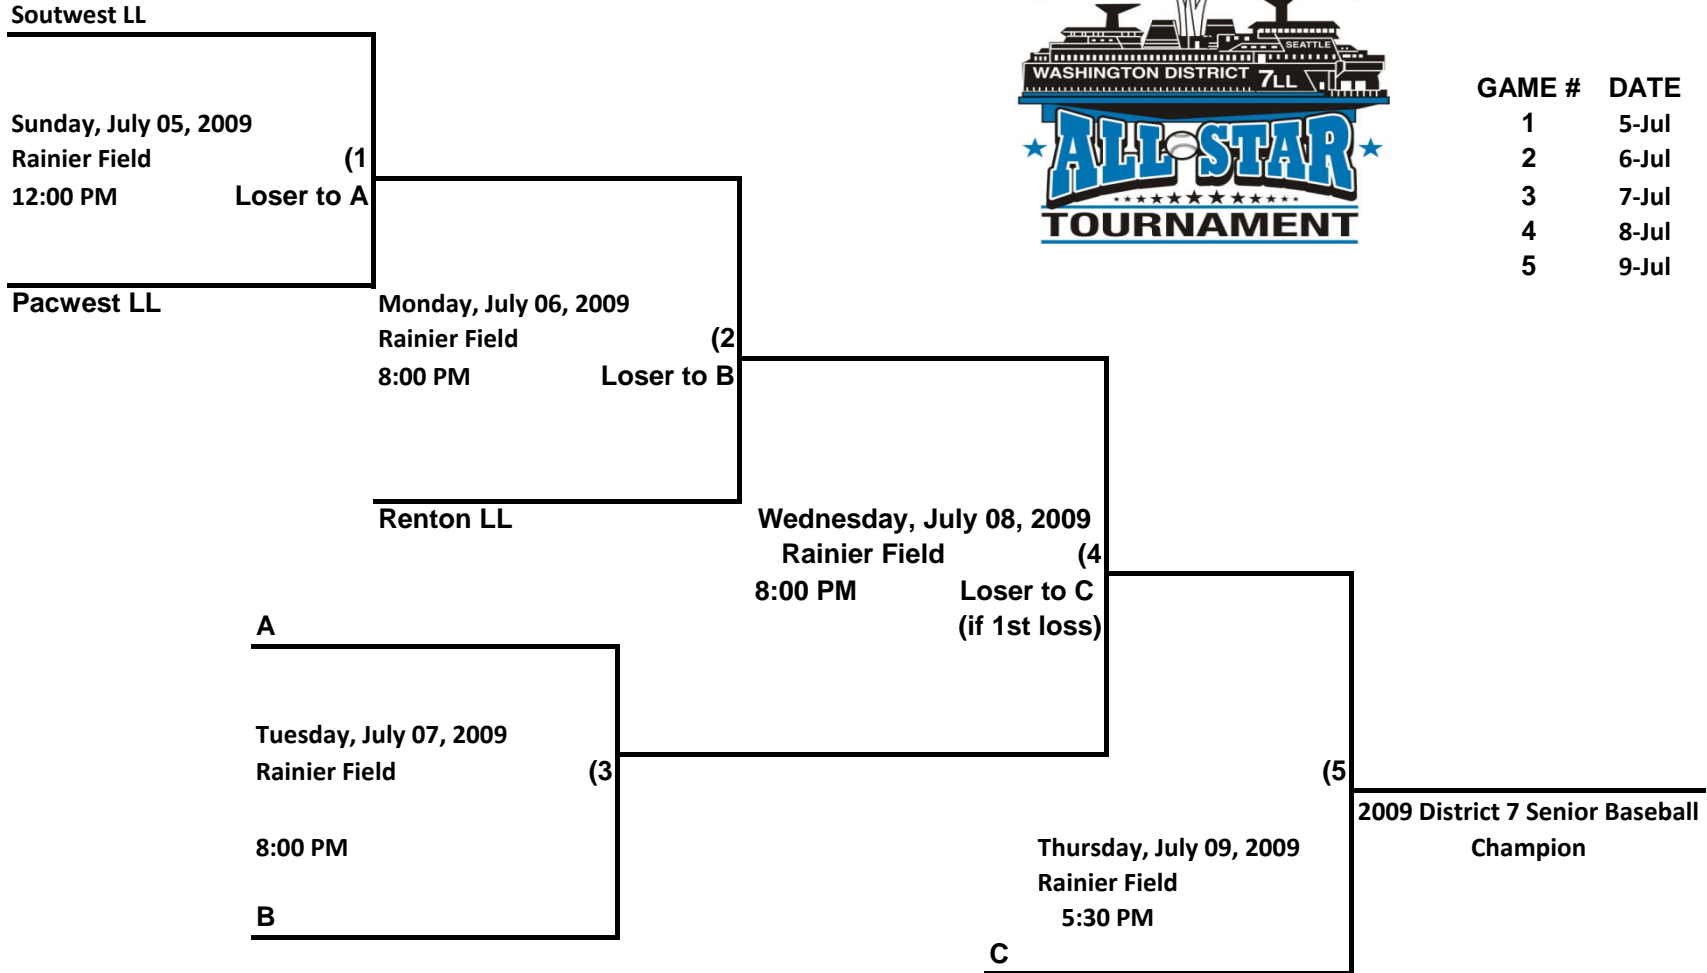 Soutwest LL
SEATTLE
WASHINGTON DISTRICT 7LL
ALL STAR
TOURNAMENT
GAME # DATE
1 5-Jul
2 6-Jul
3 7-Jul
4 8-Jul
5 9-Jul
Sunday, July 05, 2009
Rainier Field (1
12:00 PM Loser to A
Pacwest LL
Monday, July 06, 2009
Rainier Field (2
8:00 PM Loser to B
Renton LL
Wednesday, July 08, 2009
Rainier Field (4
8:00 PM Loser to C
(if 1st loss)
A
Tuesday, July 07, 2009
Rainier Field (3
8:00 PM
B
(5
2009 District 7 Senior Baseball
Champion
Thursday, July 09, 2009
Rainier Field
5:30 PM
C